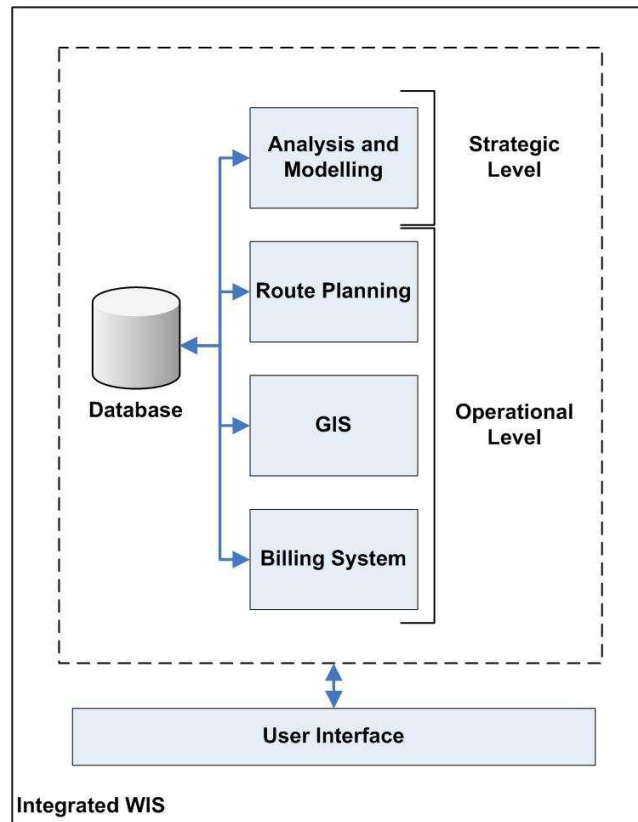 Analysis and
Modelling
Strategic
Level
Route Planning
Database
GIS
Operational
Level
Billing System
User Interface
Integrated WIS